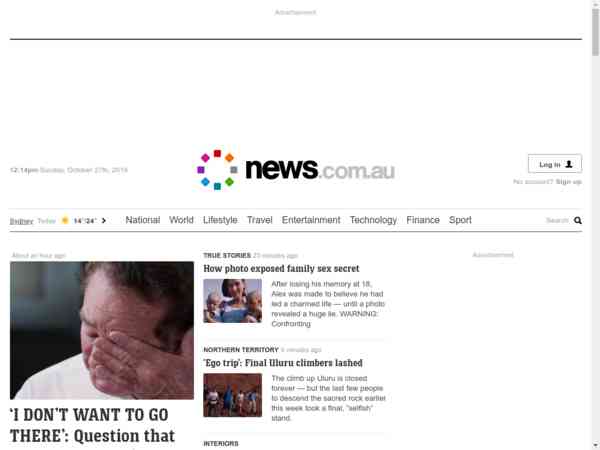 Advertisement
12:14pm Sunday, October 27th, 2019
news.com.au
Log in
No account? Sign up
Sydney Today 14°/24°
National World Lifestyle Travel Entertainment Technology Finance Sport
Search
About an hour ago
TRUE STORIES 23 minutes ago
How photo exposed family sex secret
After losing his memory at 18,
Alex was made to believe he had
led a charmed life — until a photo
revealed a huge lie. WARNING:
Confronting
Advertisement
NORTHERN TERRITORY 6 minutes ago
'Ego trip': Final Uluru climbers lashed
The climb up Uluru is closed
forever — but the last few people
to descend the sacred rock earlier
this week took a final, "selfish"
stand.
'I DON'T WANT TO GO
THERE': Question that
INTERIORS